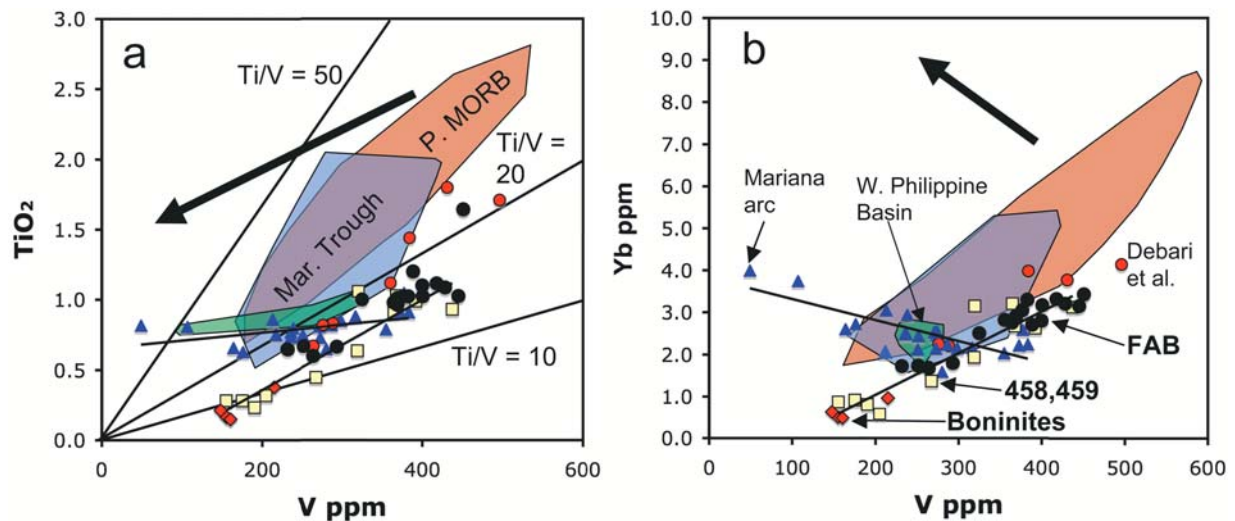 a
3.0
2.5
2.0
1.5
1.0
0.5
0.0
TiO₂
0
200
400
600
V ppm
Ti/V = 50
P. MORB
Ti/V =
20
Mar. Trough
Ti/V = 10
b
10.0
9.0
8.0
7.0
6.0
5.0
4.0
3.0
2.0
1.0
0.0
Yb ppm
0
100
200
300
400
500
600
V ppm
Mariana
arc
W. Philippine
Basin
Debari
et al.
FAB
458,459
Boninites